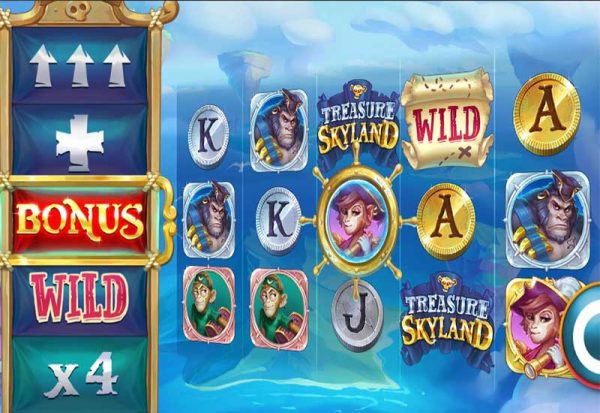 BONUS
WILD
x4
K
TREASURE
SKYLAND
WILD
A
K
A
J
TREASURE
SKYLAND